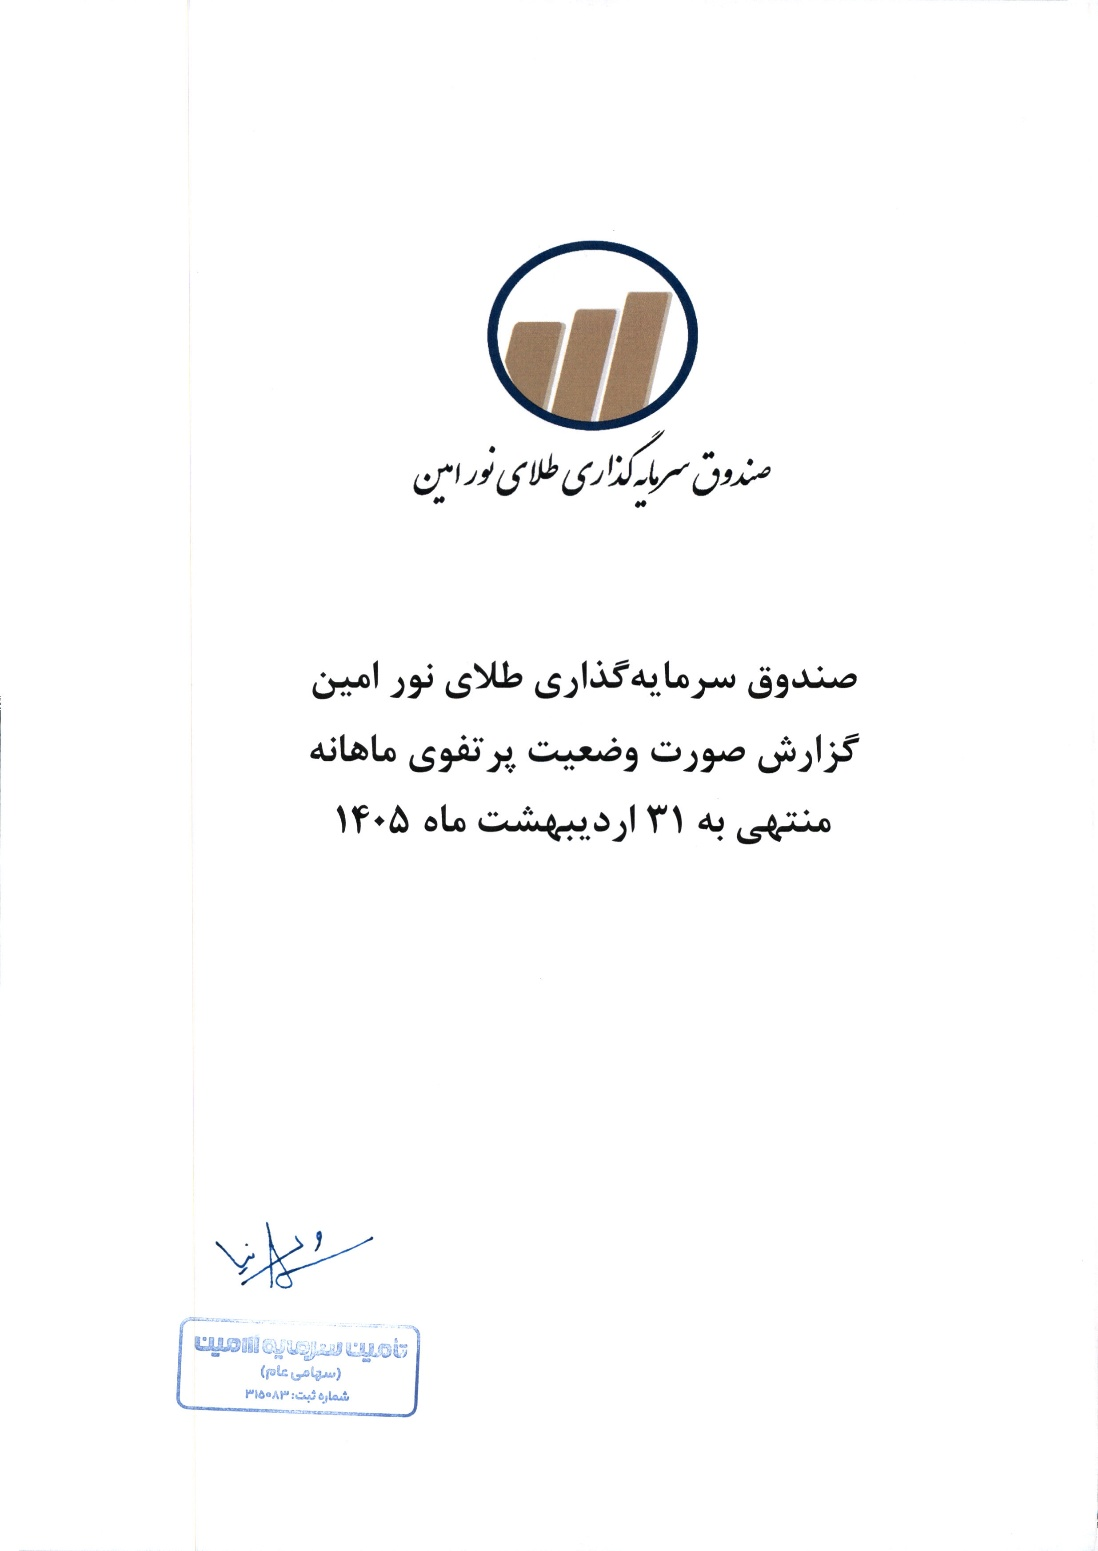 صندوق سرمایه گذاری طلای نور امین
صندوق سرمایه‌گذاری طلای نور امین
گزارش صورت وضعیت پرتفوی ماهانه
منتهی به ۳۱ اردیبهشت ماه ۱۴۰۵
تأمین سرمایه امین
(سهامی عام)
شماره ثبت: ۳۱۵۰۸۳